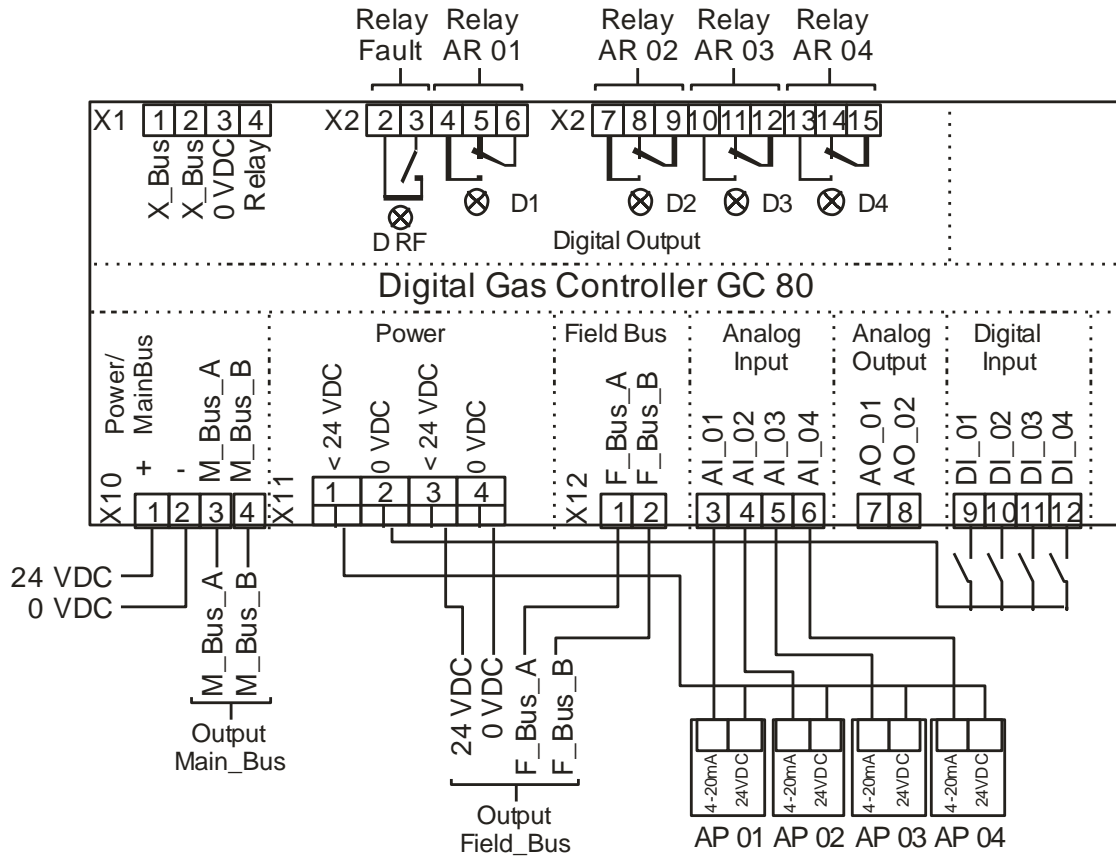 Relay Fault
Relay AR 01
Relay AR 02
Relay AR 03
Relay AR 04
X1
1 2 3 4
X2
2 3 4 5 6
X2
7 8 9 10 11 12 13 14 15
X_Bus
X_Bus
0 VDC
Relay
D RF
D1
D2
D3
D4
Digital Output
Digital Gas Controller GC 80
Power/
MainBus
Power
Field Bus
Analog
Input
Analog
Output
Digital
Input
+
-
M_Bus_A
M_Bus_B
< 24 VDC
0 VDC
< 24 VDC
0 VDC
F_Bus_A
F_Bus_B
AI_01
AI_02
AI_03
AI_04
AO_01
AO_02
DI_01
DI_02
DI_03
DI_04
X10
1 2 3 4
X11
1 2 3 4
X12
1 2
3 4 5 6
7 8
9 10 11 12
24 VDC
0 VDC
M_Bus_A
M_Bus_B
Output
Main_Bus
24 VDC
0 VDC
F_Bus_A
F_Bus_B
Output
Field_Bus
4-20mA
24VDC
4-20mA
24VDC
4-20mA
24VDC
4-20mA
24VDC
AP 01 AP 02 AP 03 AP 04